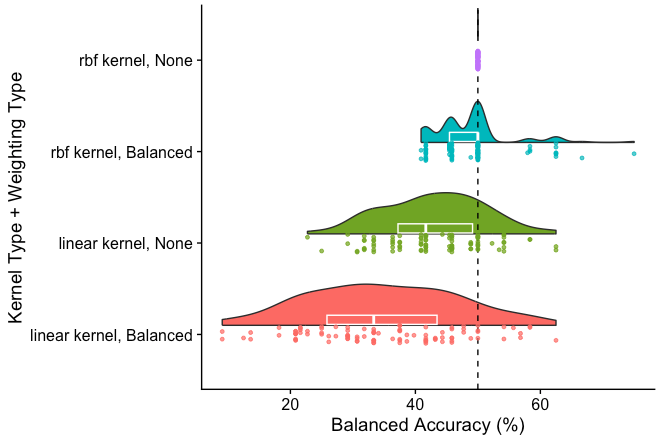 Kernel Type + Weighting Type
rbf kernel, None
rbf kernel, Balanced
linear kernel, None
linear kernel, Balanced
20 40 60
Balanced Accuracy (%)